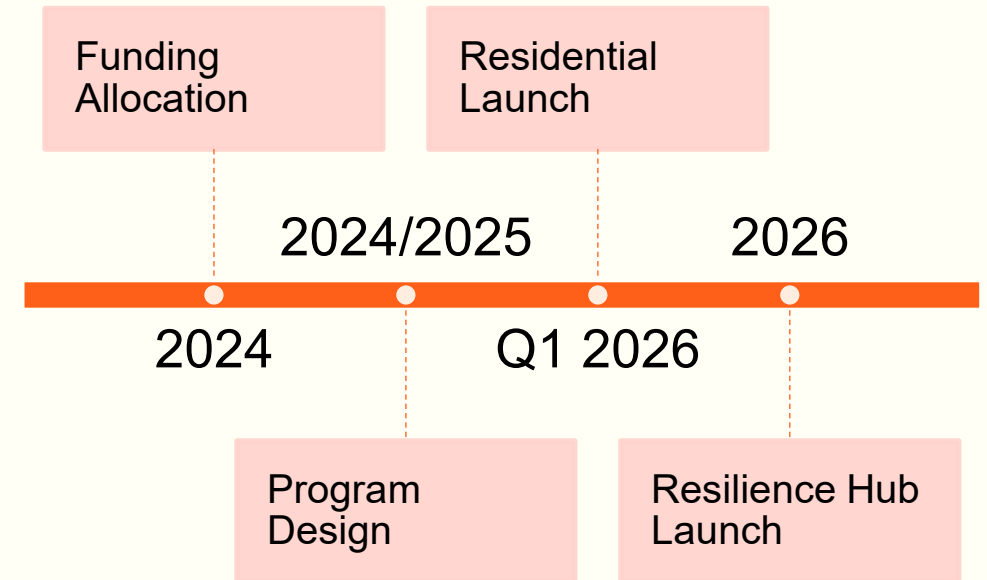 Funding
Allocation
Residential
Launch
2024/2025
2026
2024
Q1 2026
Program
Design
Resilience Hub
Launch